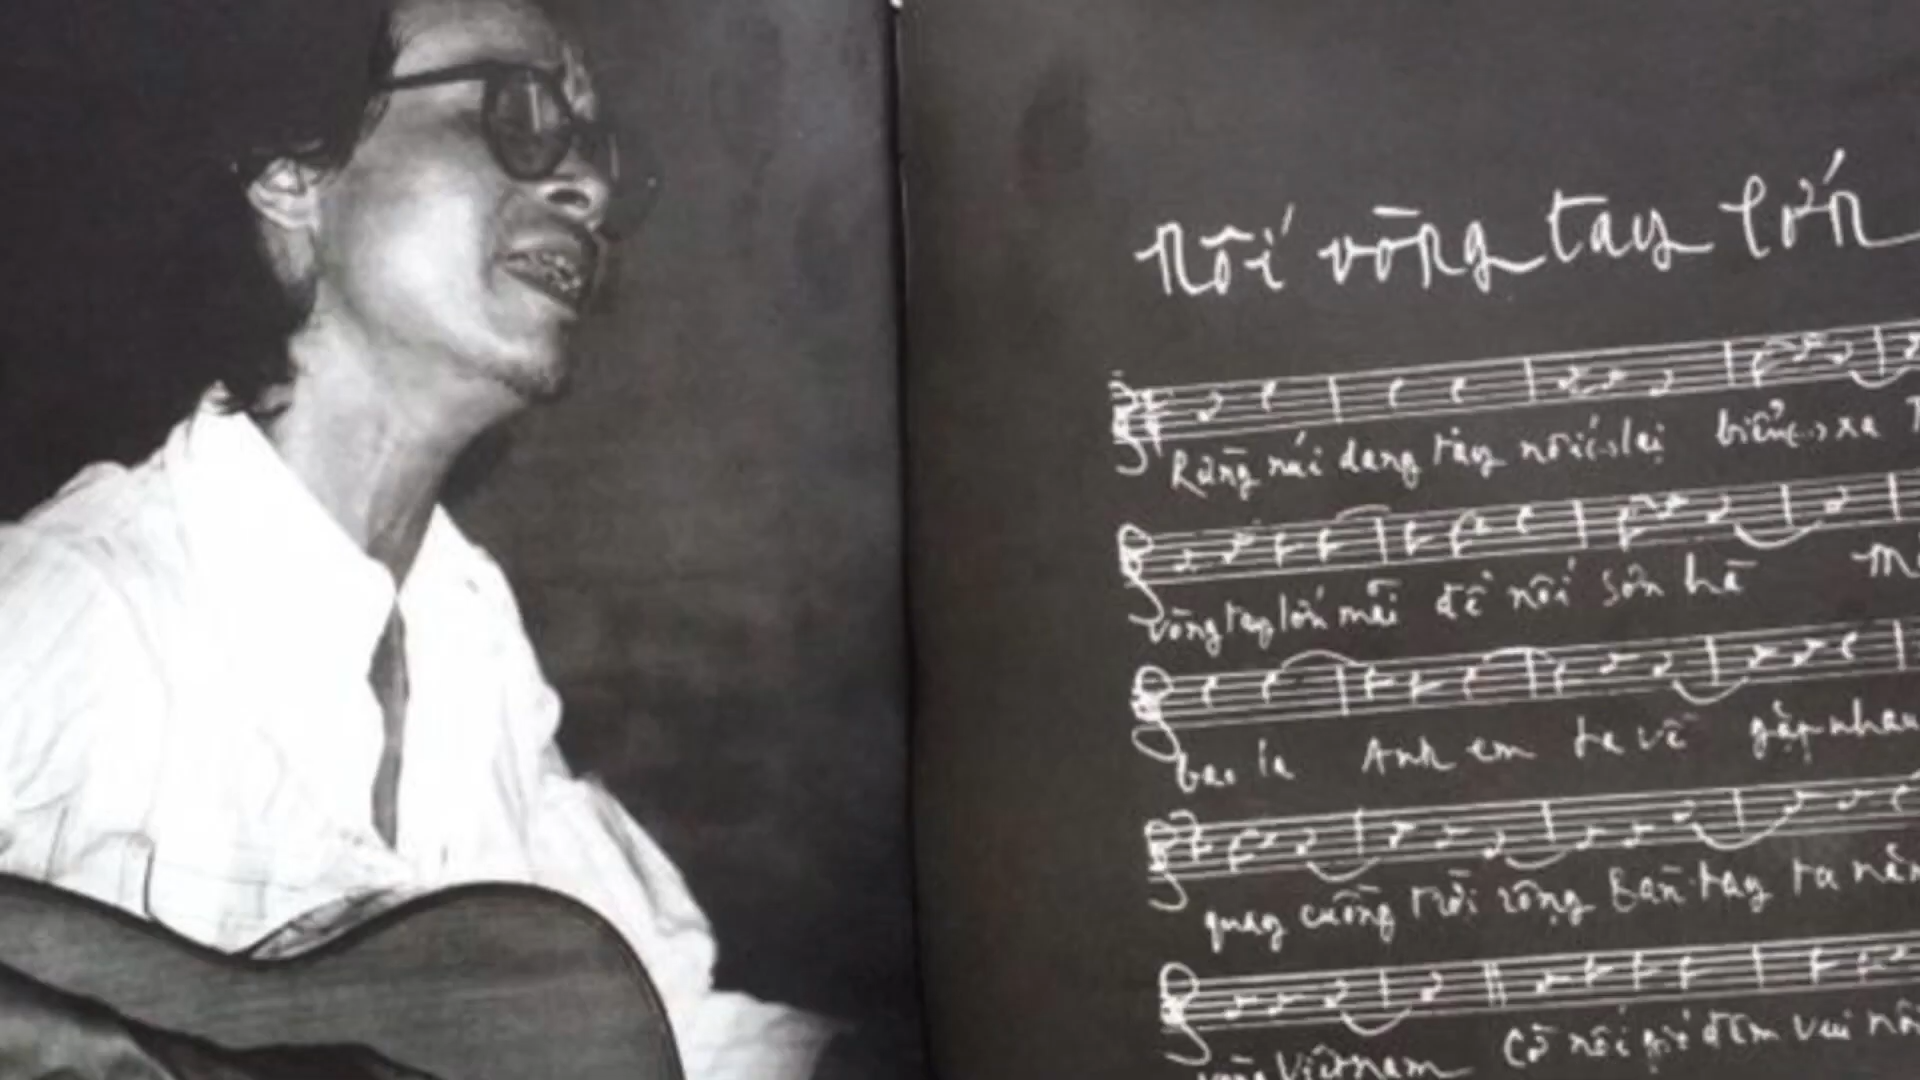 Nối vòng tay lớn
Rừng núi dang tay nối lại biển xa
vòng tay lớn mãi để nối sơn hà
bao la Anh em ta về gặp nhau
quay cuồng trời rộng Bàn tay ta nắm
vòng Việt nam Cờ nối gió đêm vui nối